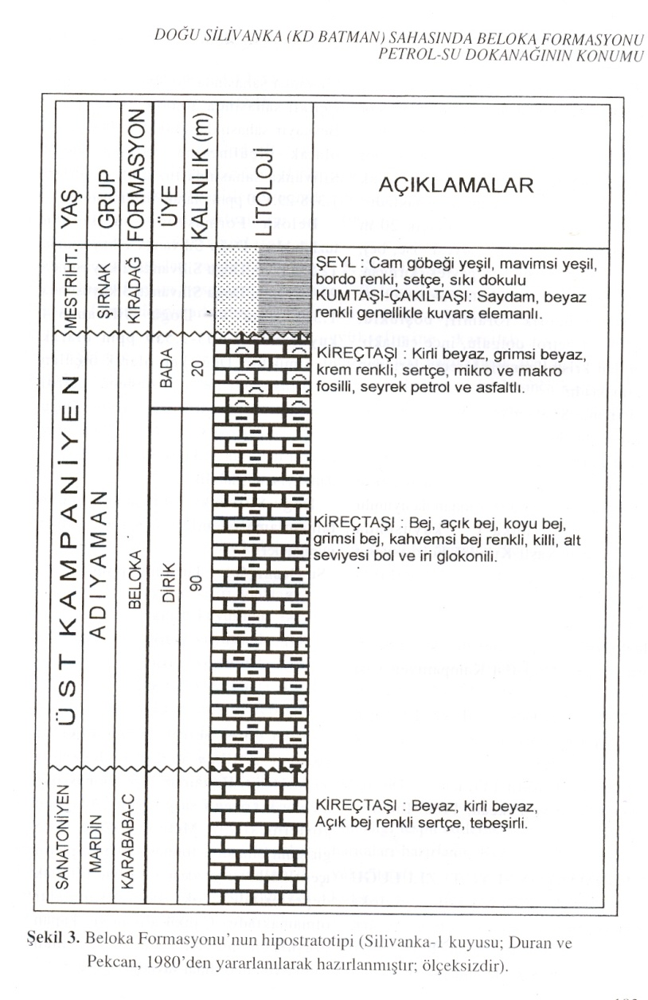 DOĞU SİLİVANKA (KD BATMAN) SAHASINDA BELOKA FORMASYONU
PETROL-SU DOKANAĞININ KONUMU
YAŞ
GRUP
FORMASYON
ÜYE
KALINLIK (m)
LİTOLOJİ
AÇIKLAMALAR
MESTRİHT.
ŞIRNAK
KIRADAĞ
ŞEYL : Cam göbeği yeşil, mavimsi yeşil,
bordo renki, setçe, sıkı dokulu
KUMTAŞI-ÇAKILTAŞI: Saydam, beyaz
renkli genellikle kuvars elemanlı.
ÜST KAMPANİYEN
ADIYAMAN
BELOKA
BADA
20
KİREÇTAŞI : Kirli beyaz, grimsi beyaz,
krem renkli, sertçe, mikro ve makro
fosilli, seyrek petrol ve asfaltlı.
DİRİK
90
KİREÇTAŞI : Bej, açık bej, koyu bej,
grimsi bej, kahvemsi bej renkli, killi, alt
seviyesi bol ve iri glokonili.
SANATONİYEN
MARDİN
KARABABA-C
KİREÇTAŞI : Beyaz, kirli beyaz,
Açık bej renkli sertçe, tebeşirli.
Şekil 3. Beloka Formasyonu'nun hipostratotipi (Silivanka-1 kuyusu; Duran ve
Pekcan, 1980'den yararlanılarak hazırlanmıştır; ölçeksizdir).